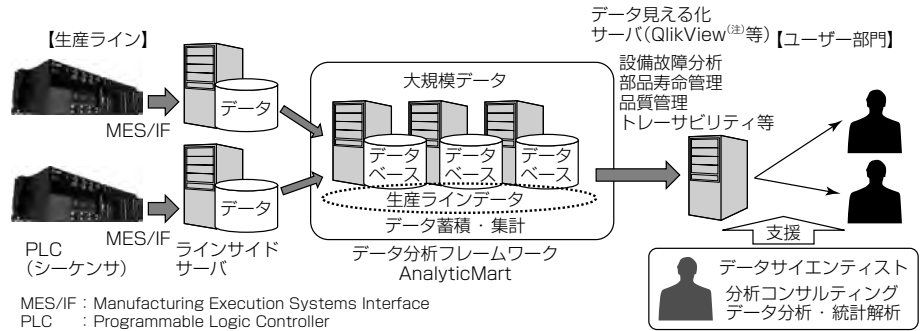 【生産ライン】
MES/IF
データ
MES/IF
データ
PLC
(シーケンサ)
ラインサイド
サーバ
大規模データ
データ
ベース
データ
ベース
データ
ベース
生産ラインデータ
データ蓄積・集計
データ分析フレームワーク
AnalyticMart
データ見える化
サーバ(QlikView(注)等)
設備故障分析
部品寿命管理
品質管理
トレーサビリティ等
【ユーザー部門】
支援
データサイエンティスト
分析コンサルティング
データ分析・統計解析
MES/IF：Manufacturing Execution Systems Interface
PLC ：Programmable Logic Controller